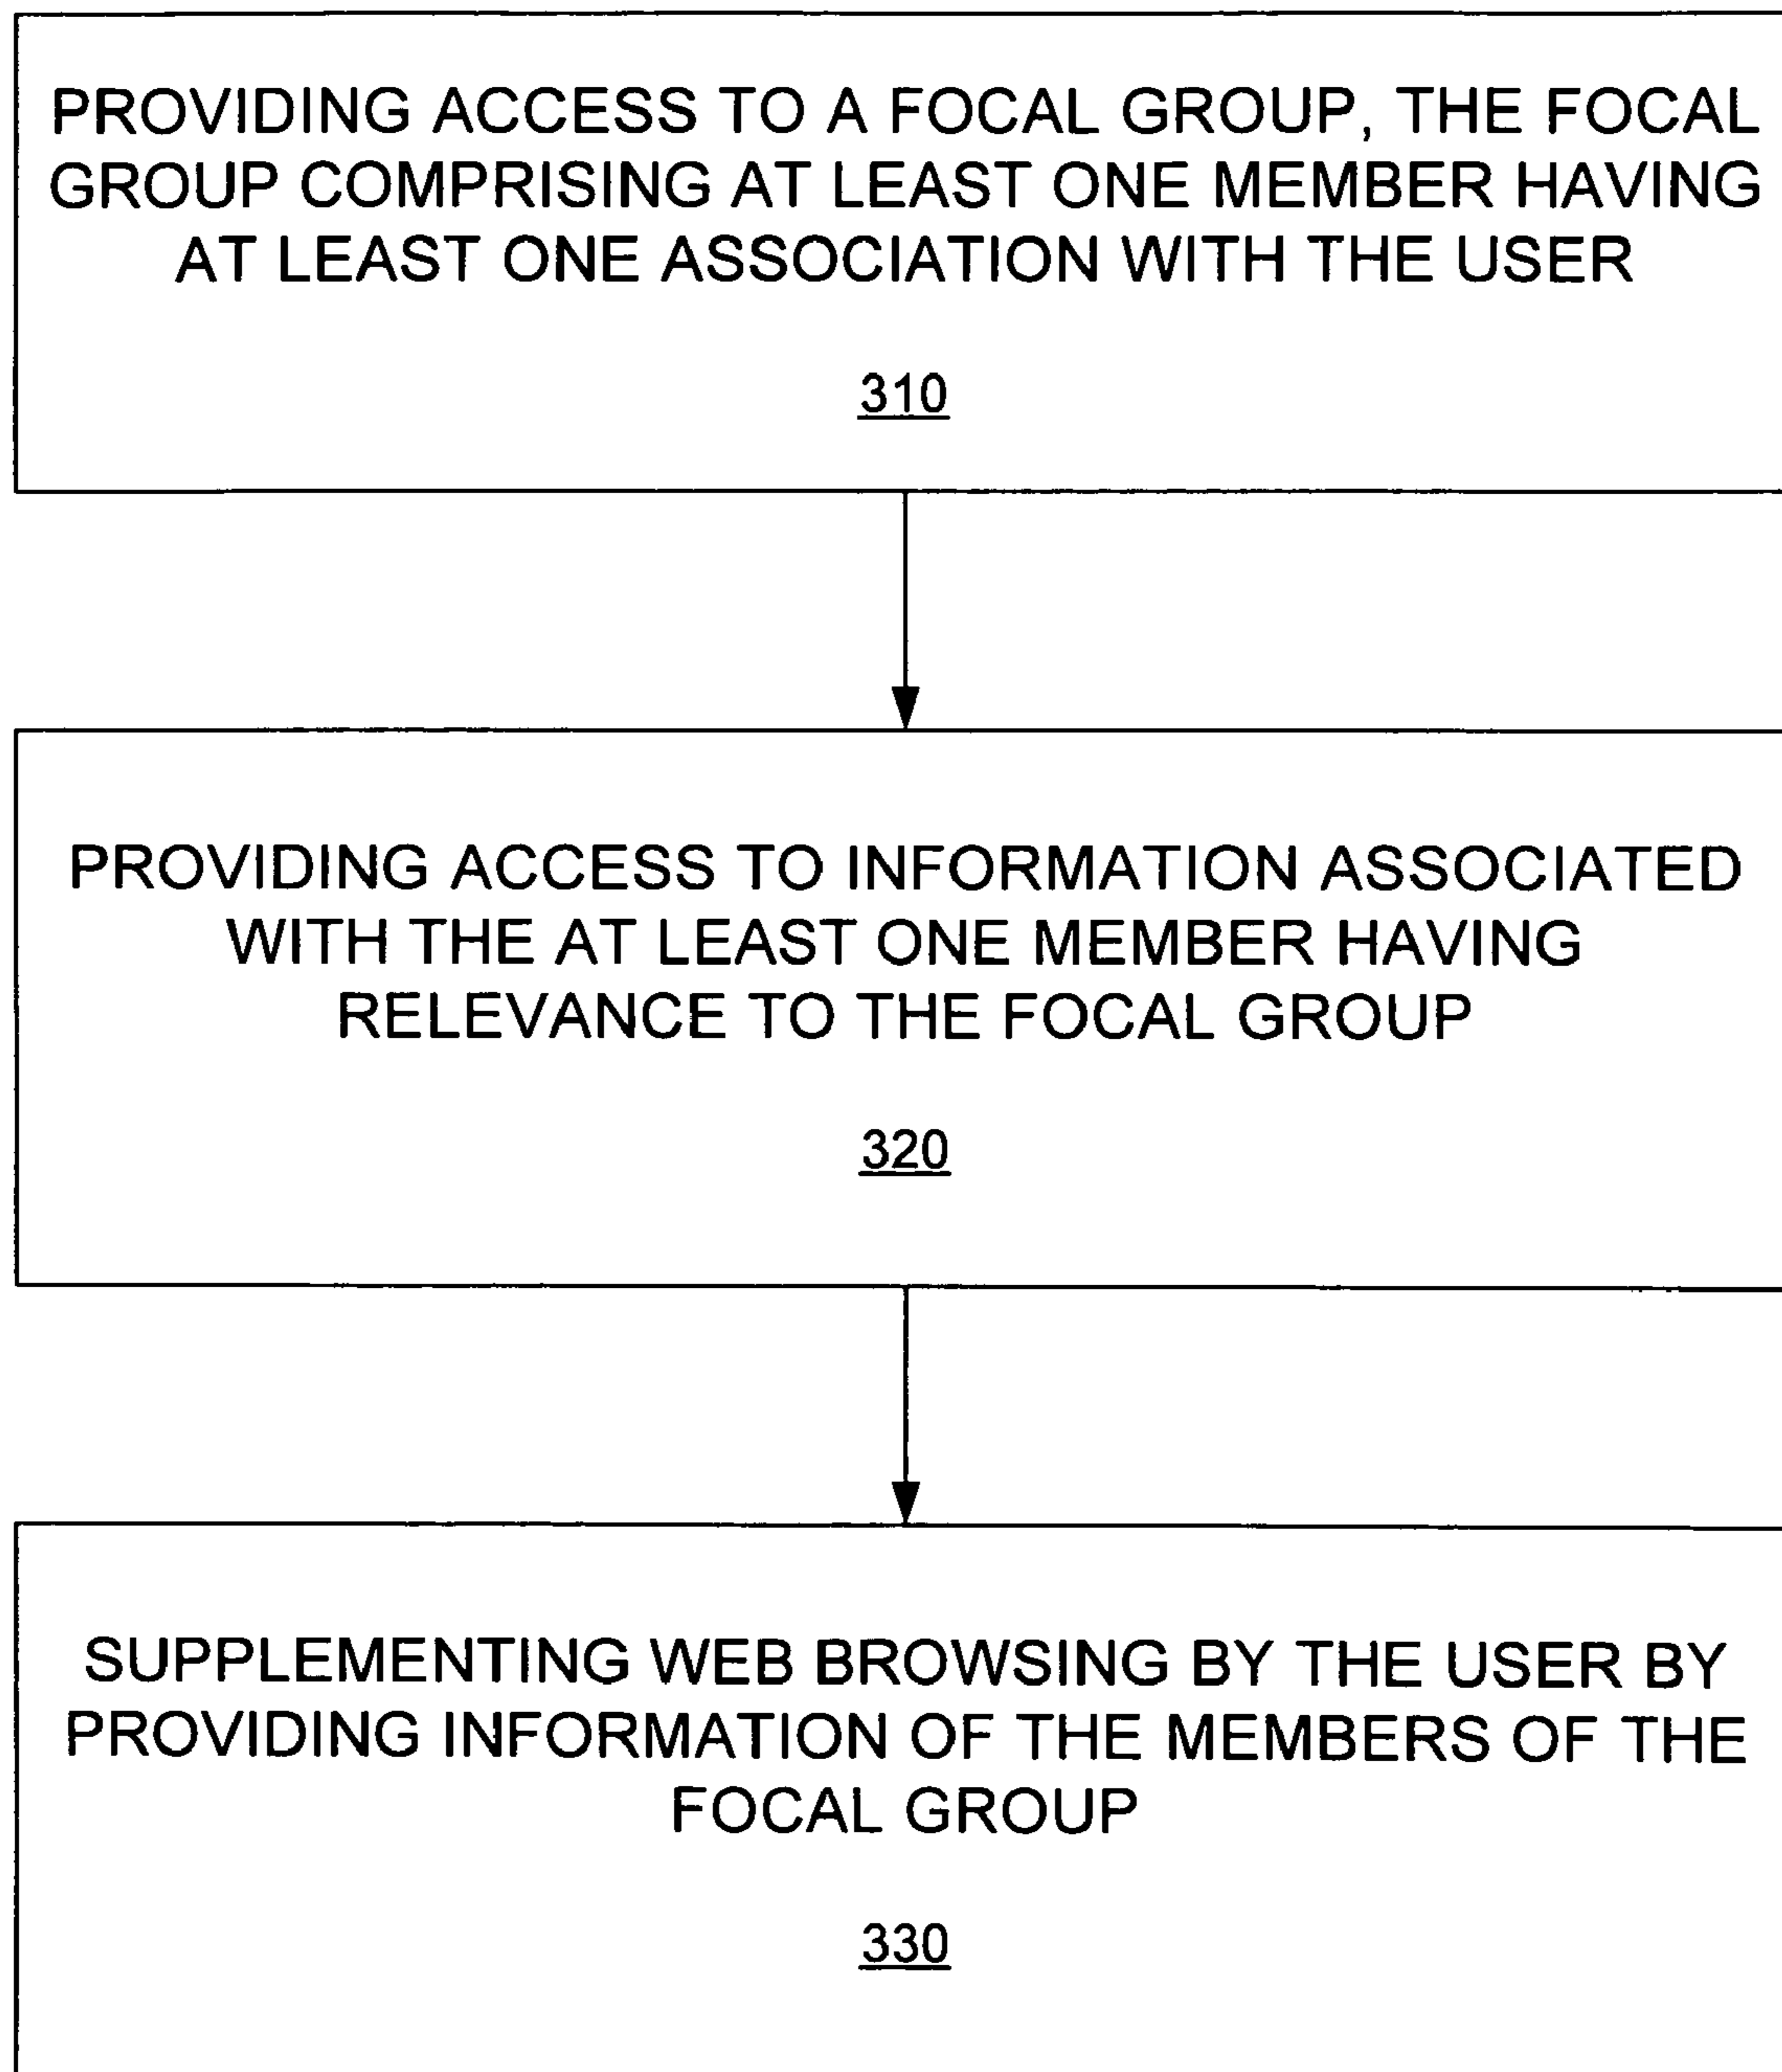 PROVIDING ACCESS TO A FOCAL GROUP, THE FOCAL
GROUP COMPRISING AT LEAST ONE MEMBER HAVING
AT LEAST ONE ASSOCIATION WITH THE USER
310
PROVIDING ACCESS TO INFORMATION ASSOCIATED
WITH THE AT LEAST ONE MEMBER HAVING
RELEVANCE TO THE FOCAL GROUP
320
SUPPLEMENTING WEB BROWSING BY THE USER BY
PROVIDING INFORMATION OF THE MEMBERS OF THE
FOCAL GROUP
330